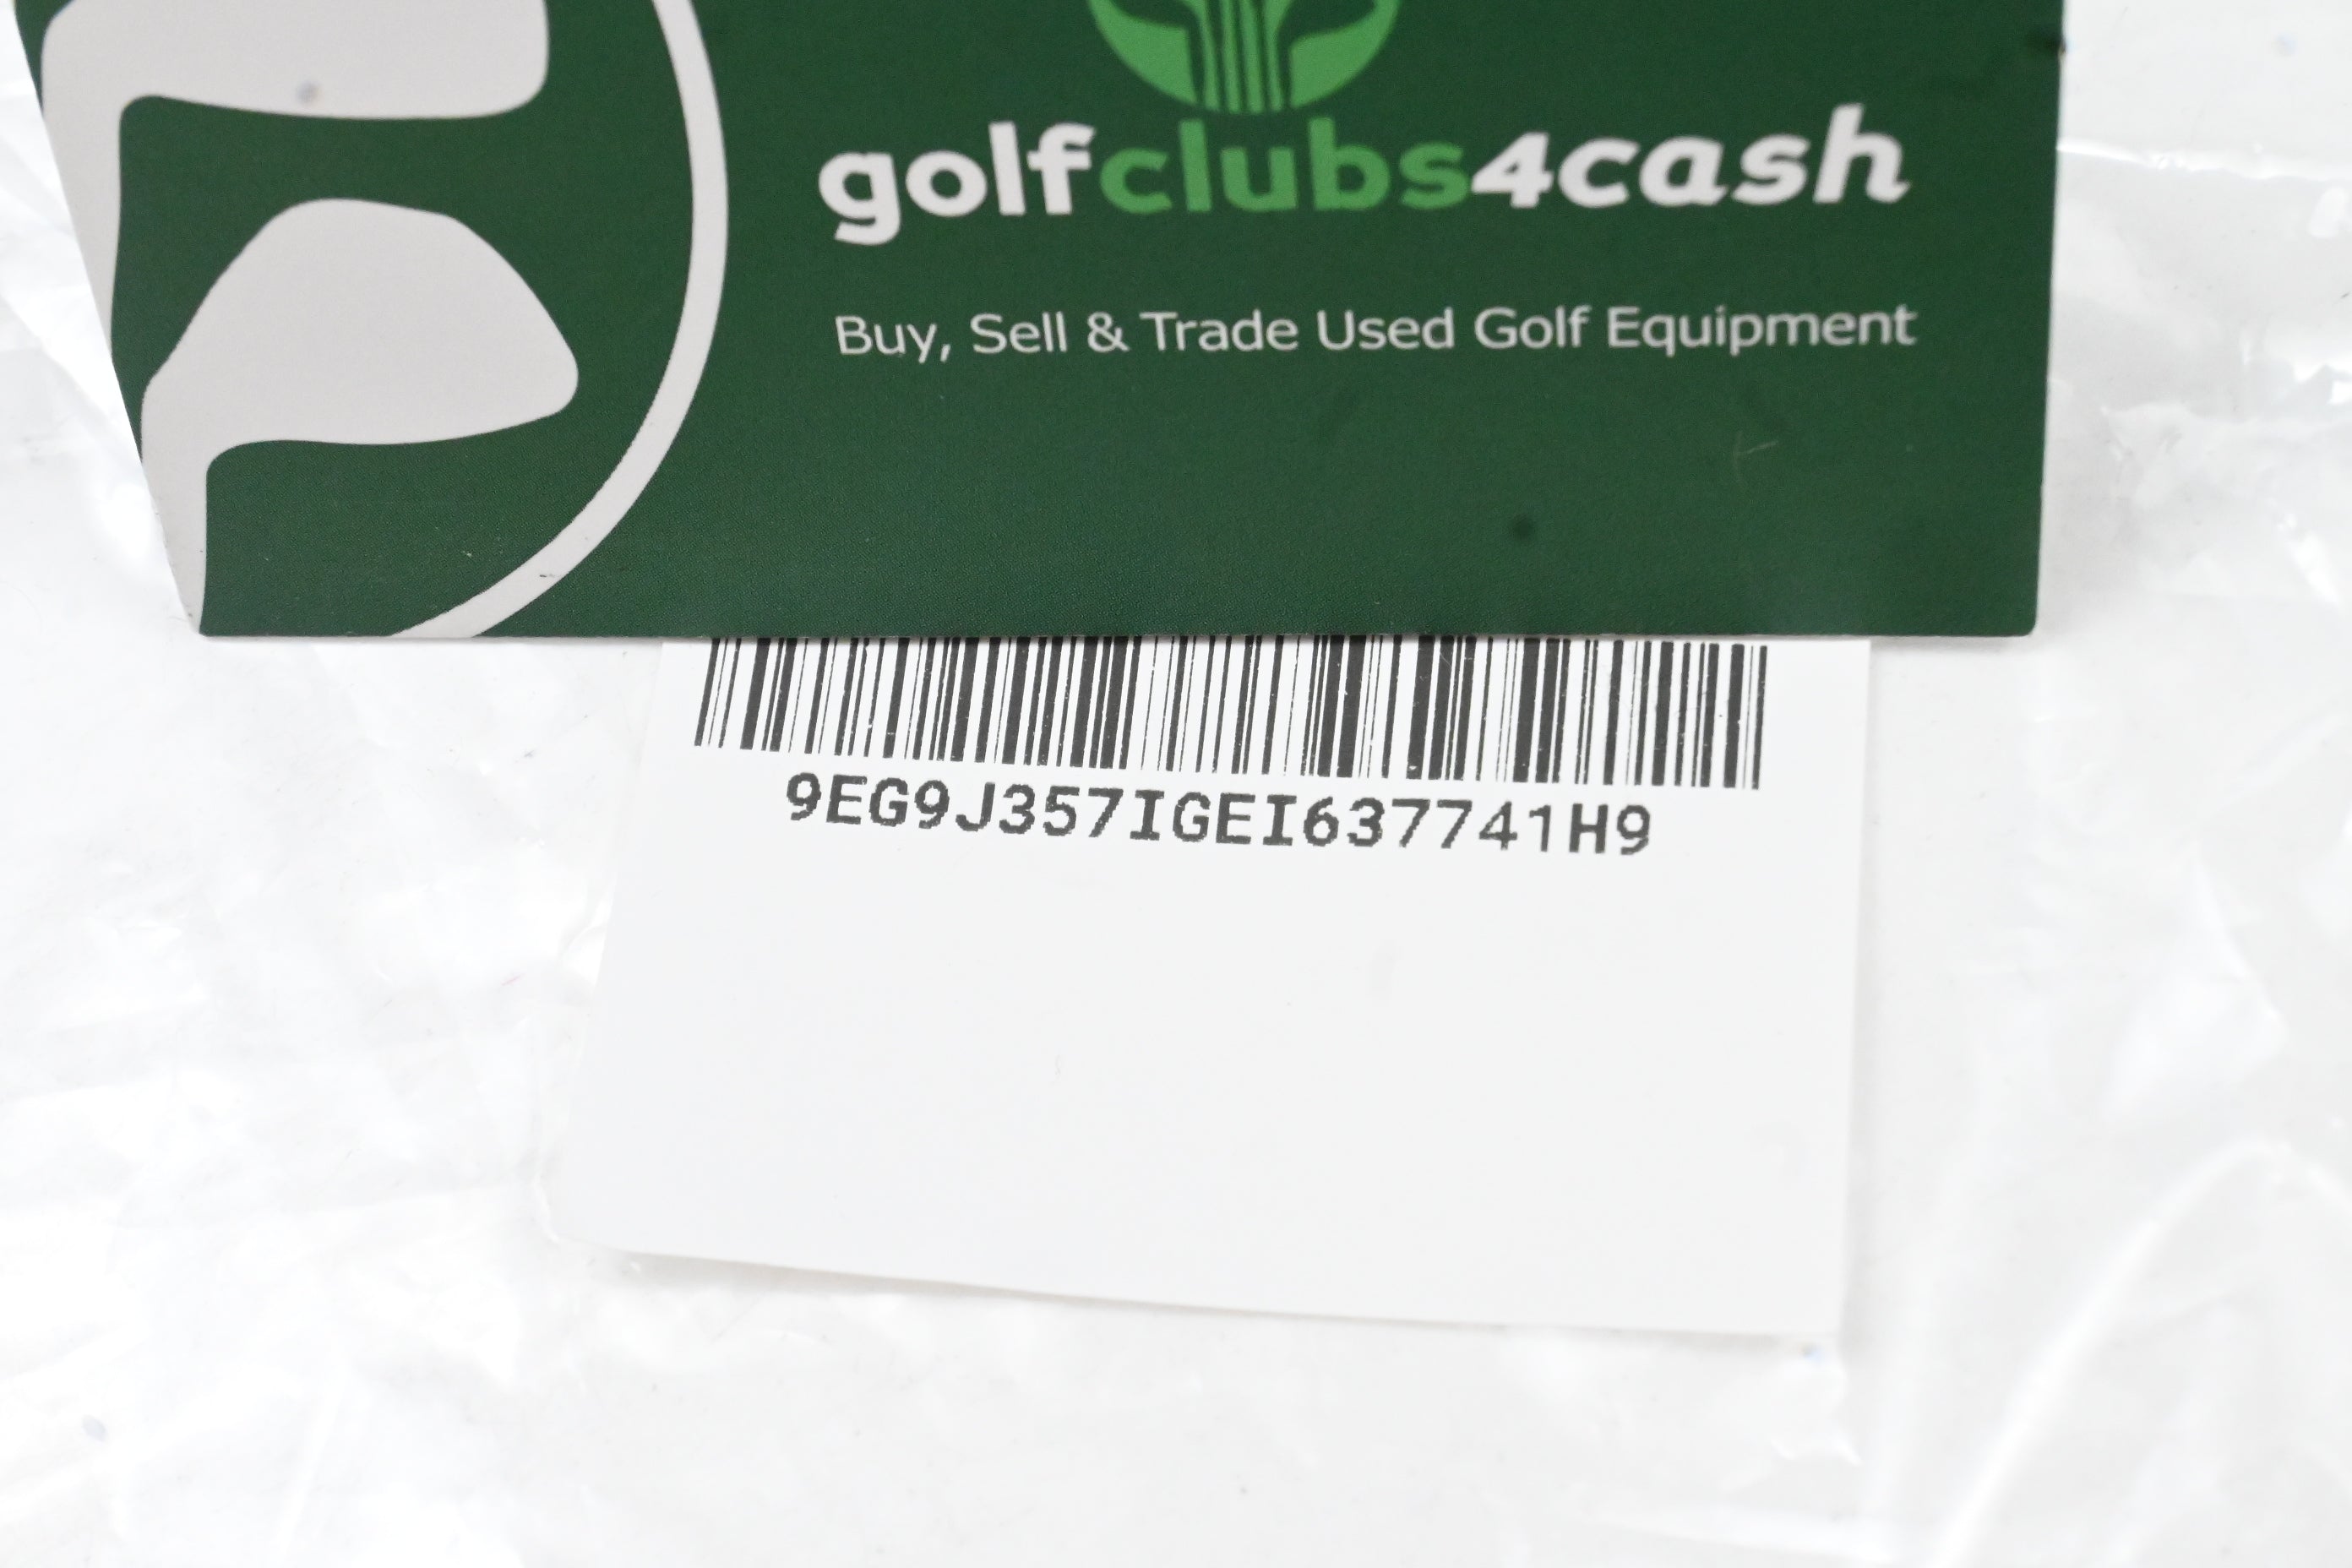 golfclubs4cash
Buy, Sell & Trade Used Golf Equipment
9EG9J357IGEI637741H9